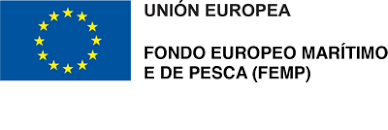 UNIÓN EUROPEA
FONDO EUROPEO MARÍTIMO
E DE PESCA (FEMP)